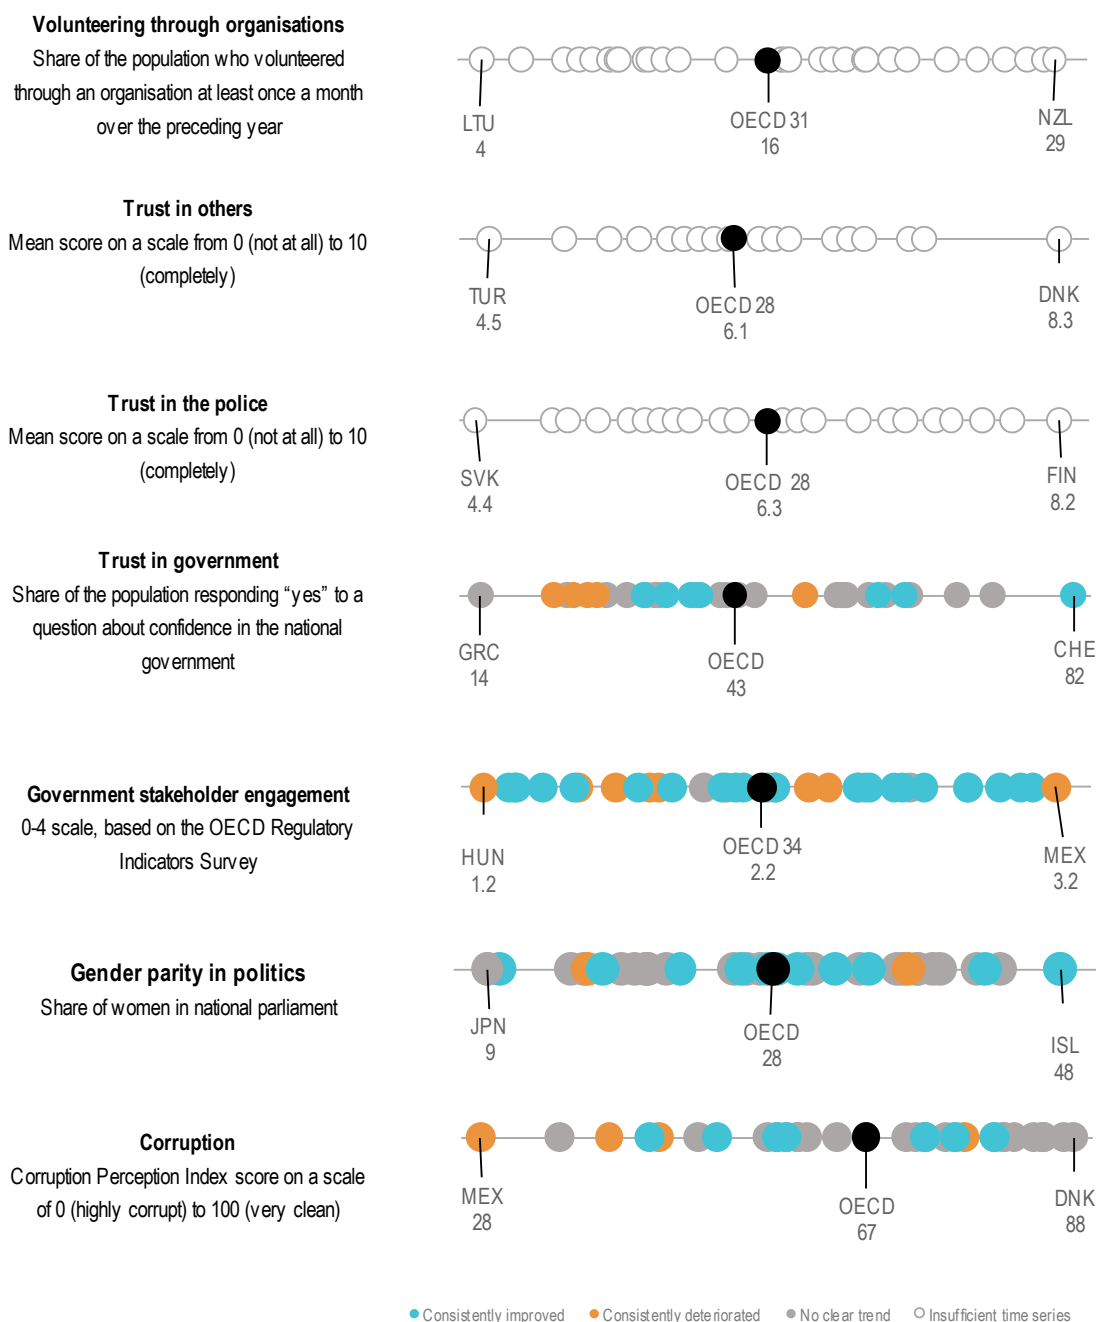 Volunteering through organisations
Share of the population who volunteered
through an organisation at least once a month
over the preceding year
LTU
4
OECD 31
16
NZL
29
Trust in others
Mean score on a scale from 0 (not at all) to 10
(completely)
TUR
4.5
OECD 28
6.1
DNK
8.3
Trust in the police
Mean score on a scale from 0 (not at all) to 10
(completely)
SVK
4.4
OECD 28
6.3
FIN
8.2
Trust in government
Share of the population responding “yes” to a
question about confidence in the national
government
GRC
14
OECD
43
CHE
82
Government stakeholder engagement
0-4 scale, based on the OECD Regulatory
Indicators Survey
HUN
1.2
OECD 34
2.2
MEX
3.2
Gender parity in politics
Share of women in national parliament
JPN
9
OECD
28
ISL
48
Corruption
Corruption Perception Index score on a scale
of 0 (highly corrupt) to 100 (very clean)
MEX
28
OECD
67
DNK
88
Consistently improved
Consistently deteriorated
No clear trend
Insufficient time series